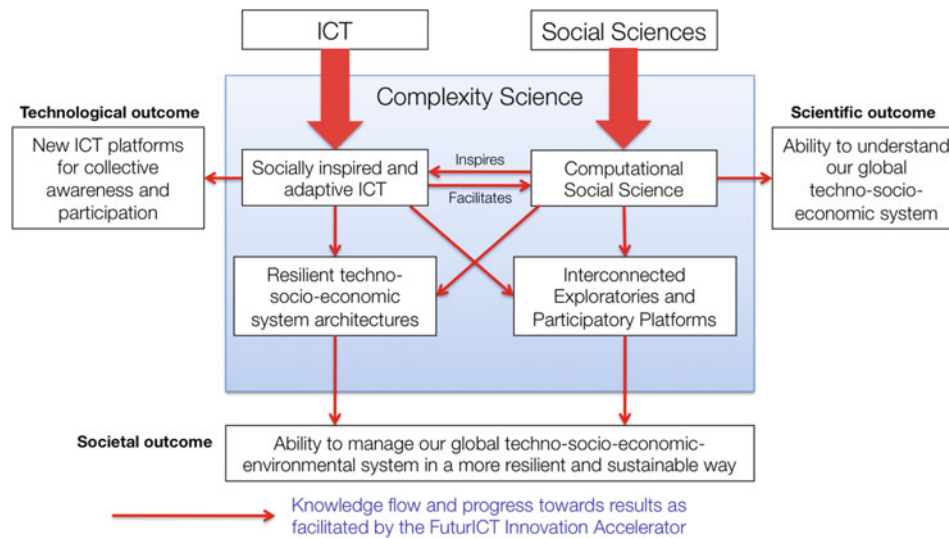 ICT
Social Sciences
Complexity Science
Technological outcome
New ICT platforms
for collective
awareness and
participation
Socially inspired and
adaptive ICT
Inspires
Facilitates
Computational
Social Science
Scientific outcome
Ability to understand
our global
techno-socio-
economic system
Resilient techno-
socio-economic
system architectures
Interconnected
Exploratories and
Participatory Platforms
Societal outcome
Ability to manage our global techno-socio-economic-
environmental system in a more resilient and sustainable way
Knowledge flow and progress towards results as
facilitated by the FuturICT Innovation Accelerator